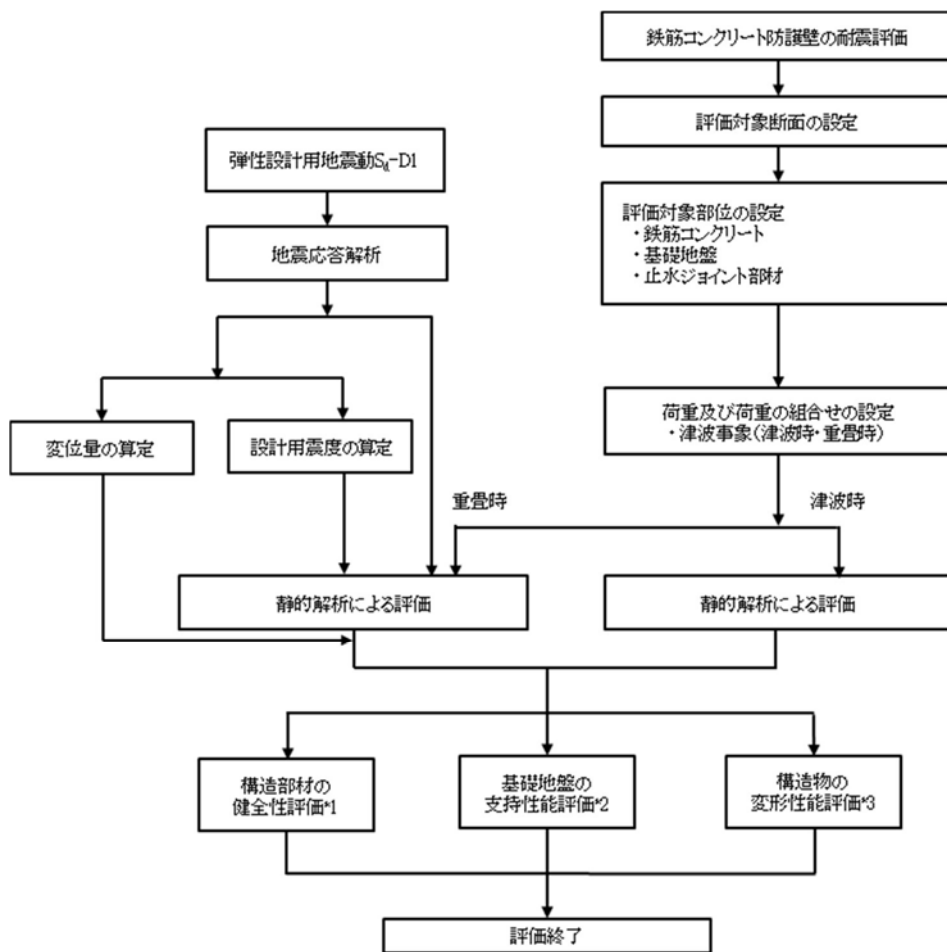 鉄筋コンクリート防護壁の耐震評価
評価対象断面の設定
弾性設計用地震動Sd-D1
評価対象部位の設定
・鉄筋コンクリート
・基礎地盤
・止水ジョイント部材
地震応答解析
荷重及び荷重の組合せの設定
・津波事象(津波時・重畳時)
変位量の算定
設計用震度の算定
重畳時
津波時
静的解析による評価
静的解析による評価
構造部材の
健全性評価*1
基礎地盤の
支持性能評価*2
構造物の
変形性能評価*3
評価終了